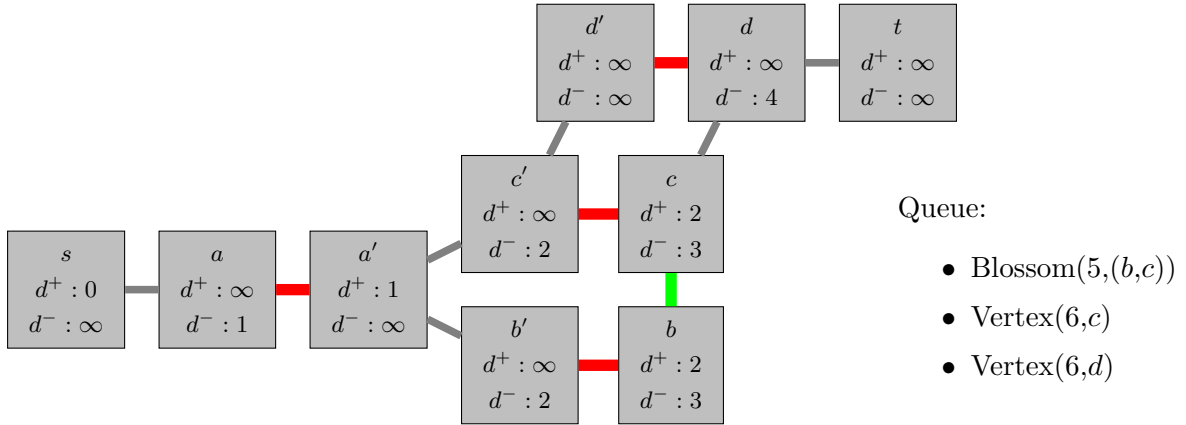 d′
d⁺ : ∞
d⁻ : ∞
d
d⁺ : ∞
d⁻ : 4
t
d⁺ : ∞
d⁻ : ∞
c′
d⁺ : ∞
d⁻ : 2
c
d⁺ : 2
d⁻ : 3
s
d⁺ : 0
d⁻ : ∞
a
d⁺ : ∞
d⁻ : 1
a′
d⁺ : 1
d⁻ : ∞
b′
d⁺ : ∞
d⁻ : 2
b
d⁺ : 2
d⁻ : 3
Queue:
• Blossom(5,(b,c))
• Vertex(6,c)
• Vertex(6,d)